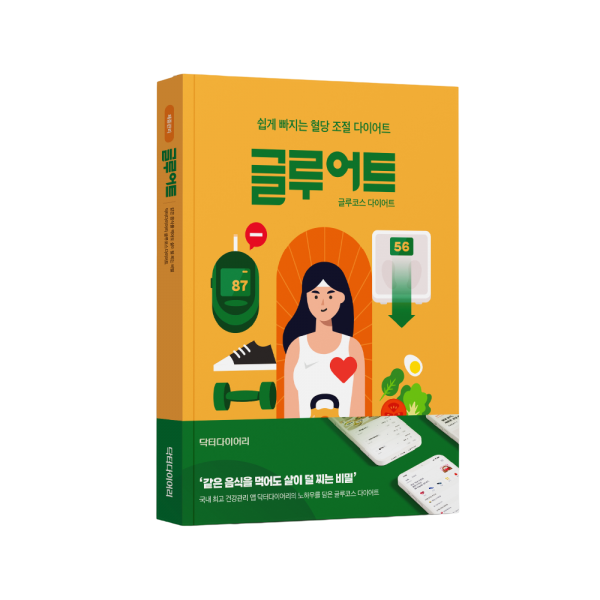 쉽게 빠지는 혈당 조절 다이어트
글루어트
글루코스 다이어트
87
56
닥터다이어리
‘같은 음식을 먹어도 살이 덜 찌는 비밀’
국내 최고 건강관리 앱 닥터다이어리의 노하우를 담은 글루코스 다이어트
글루어트
닥터다이어리